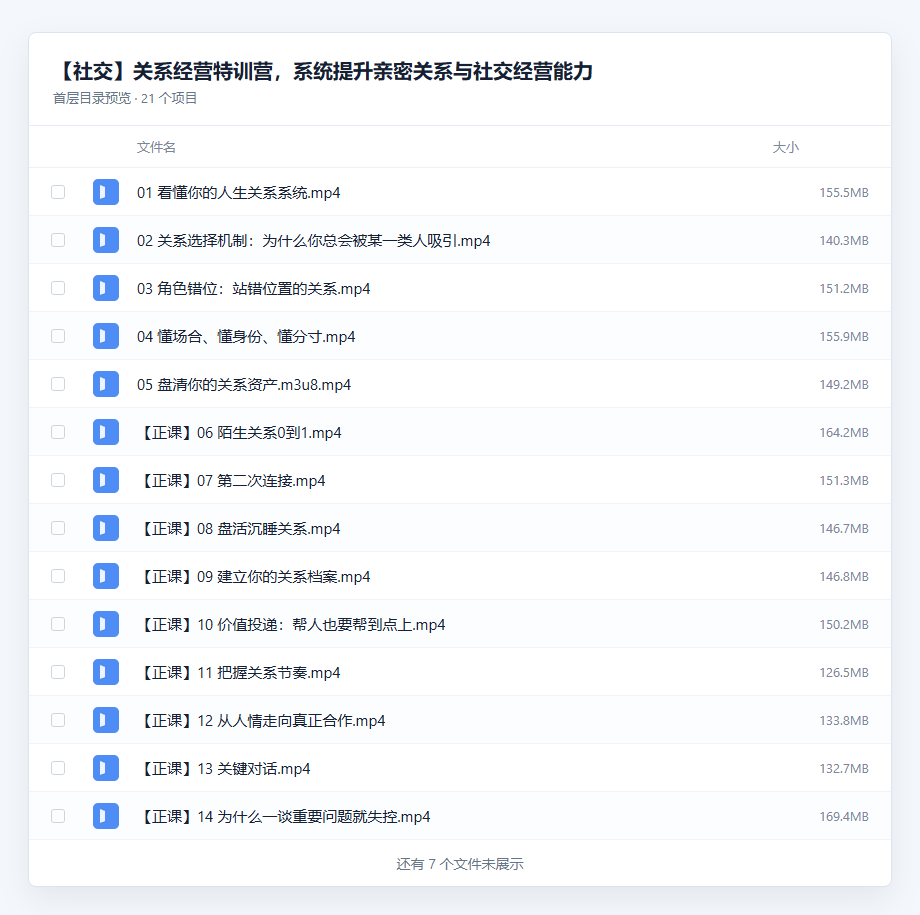 【社交】关系经营特训营，系统提升亲密关系与社交经营能力
首层目录预览 · 21 个项目
文件名 大小
01 看懂你的人生关系系统.mp4 155.5MB
02 关系选择机制：为什么你总会被某一类人吸引.mp4 140.3MB
03 角色错位：站错位置的关系.mp4 151.2MB
04 懂场合、懂身份、懂分寸.mp4 155.9MB
05 盘清你的关系资产.m3u8.mp4 149.2MB
【正课】06 陌生关系0到1.mp4 164.2MB
【正课】07 第二次连接.mp4 151.3MB
【正课】08 盘活沉睡关系.mp4 146.7MB
【正课】09 建立你的关系档案.mp4 146.8MB
【正课】10 价值投递：帮人也要帮到点上.mp4 150.2MB
【正课】11 把握关系节奏.mp4 126.5MB
【正课】12 从人情走向真正合作.mp4 133.8MB
【正课】13 关键对话.mp4 132.7MB
【正课】14 为什么一谈重要问题就失控.mp4 169.4MB
还有 7 个文件未展示